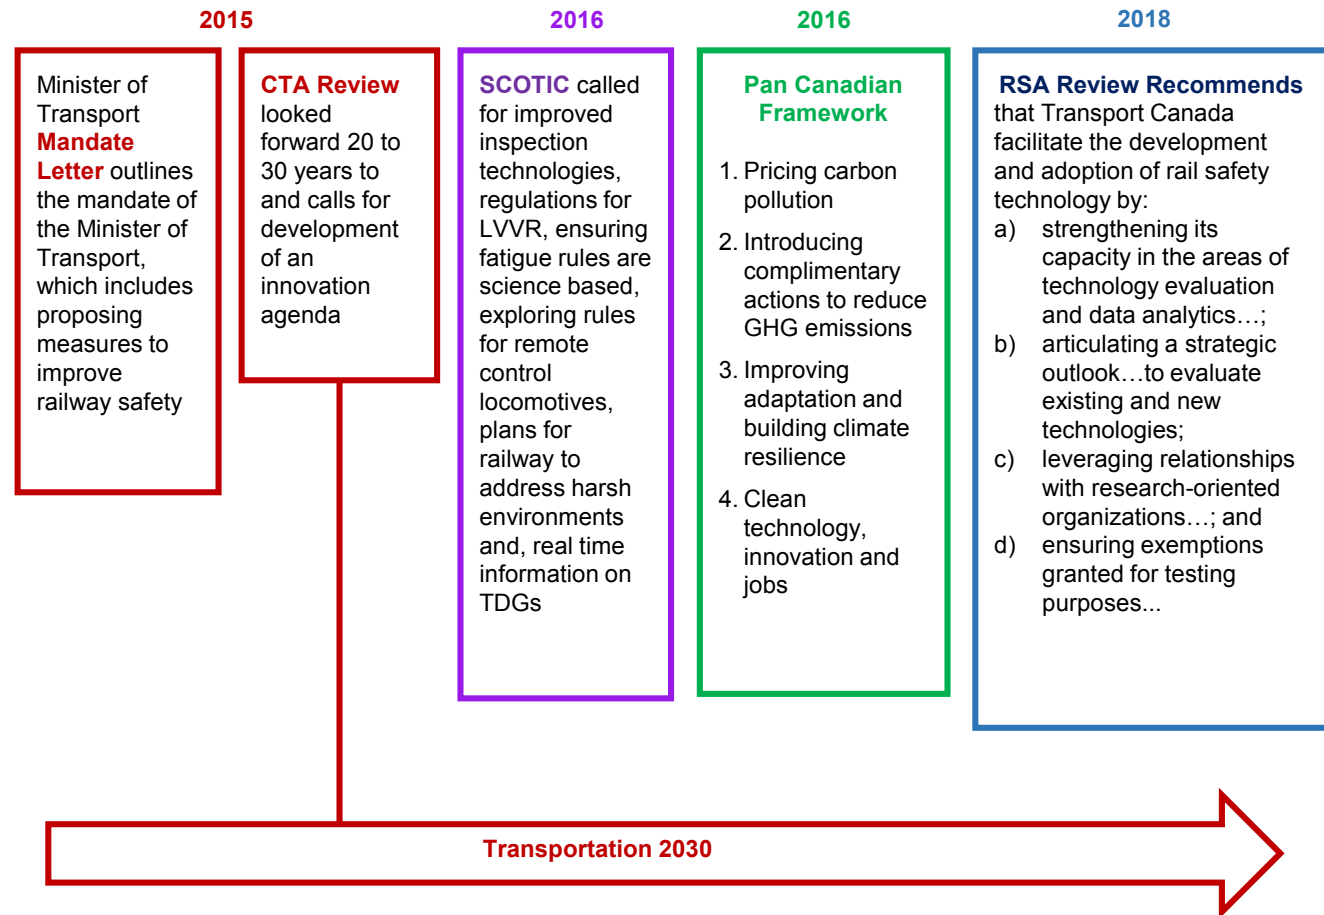 2015
2016
2016
2018
Minister of
Transport
Mandate
Letter outlines
the mandate of
the Minister of
Transport,
which includes
proposing
measures to
improve
railway safety
CTA Review
looked
forward 20 to
30 years to
and calls for
development
of an
innovation
agenda
SCOTIC called
for improved
inspection
technologies,
regulations for
LVVR, ensuring
fatigue rules are
science based,
exploring rules
for remote
control
locomotives,
plans for
railway to
address harsh
environments
and, real time
information on
TDGs
Pan Canadian
Framework
1. Pricing carbon
pollution
2. Introducing
complimentary
actions to reduce
GHG emissions
3. Improving
adaptation and
building climate
resilience
4. Clean
technology,
innovation and
jobs
RSA Review Recommends
that Transport Canada
facilitate the development
and adoption of rail safety
technology by:
a) strengthening its
capacity in the areas of
technology evaluation
and data analytics…;
b) articulating a strategic
outlook…to evaluate
existing and new
technologies;
c) leveraging relationships
with research-oriented
organizations…; and
d) ensuring exemptions
granted for testing
purposes...
Transportation 2030